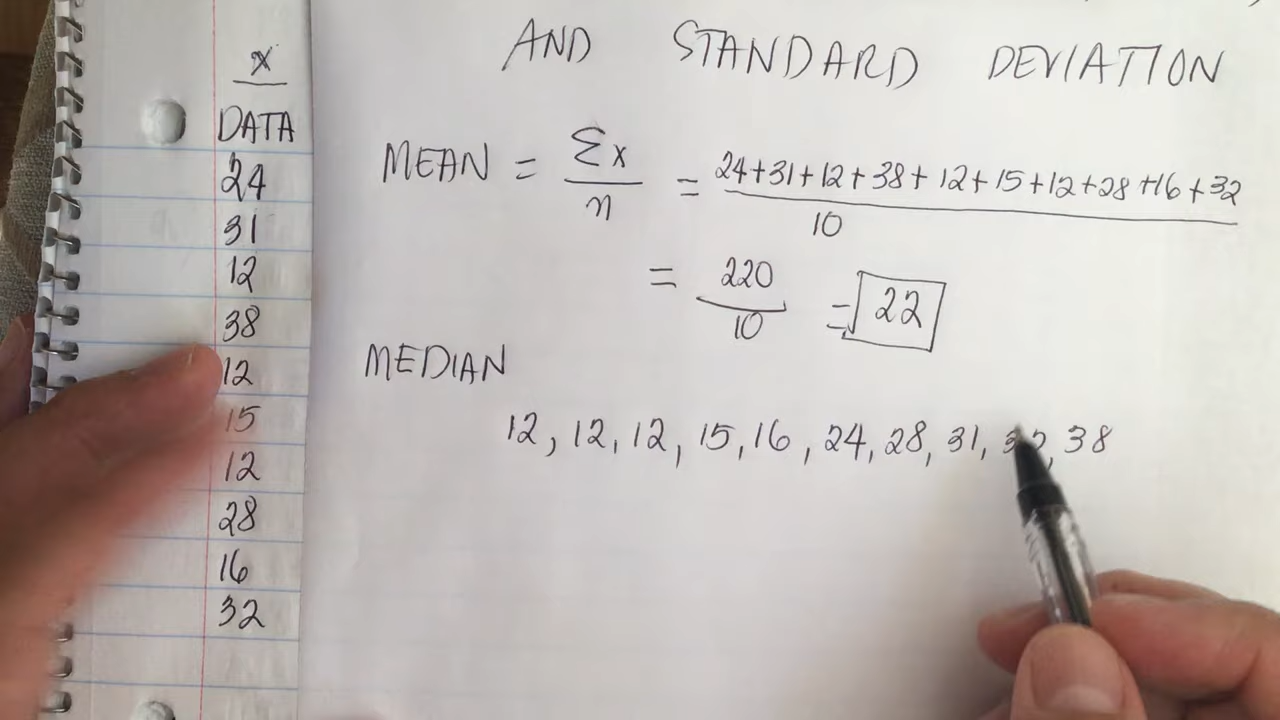 x
DATA
24
31
12
38
12
15
12
28
16
32
AND STANDARD DEVIATION
MEAN = Σx / n = 24+31+12+38+12+15+12+28+16+32 / 10
= 220 / 10 = 22
MEDIAN
12, 12, 12, 15, 16, 24, 28, 31, 38